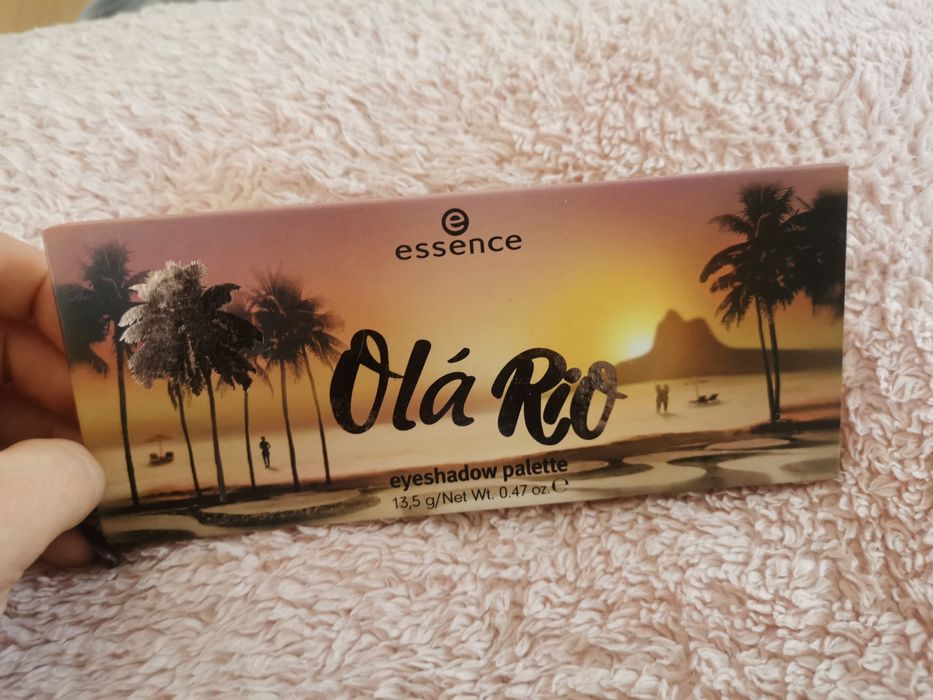 e
essence
Olá Rio
eyeshadow palette
13,5 g/Net Wt. 0.47 oz. ℮